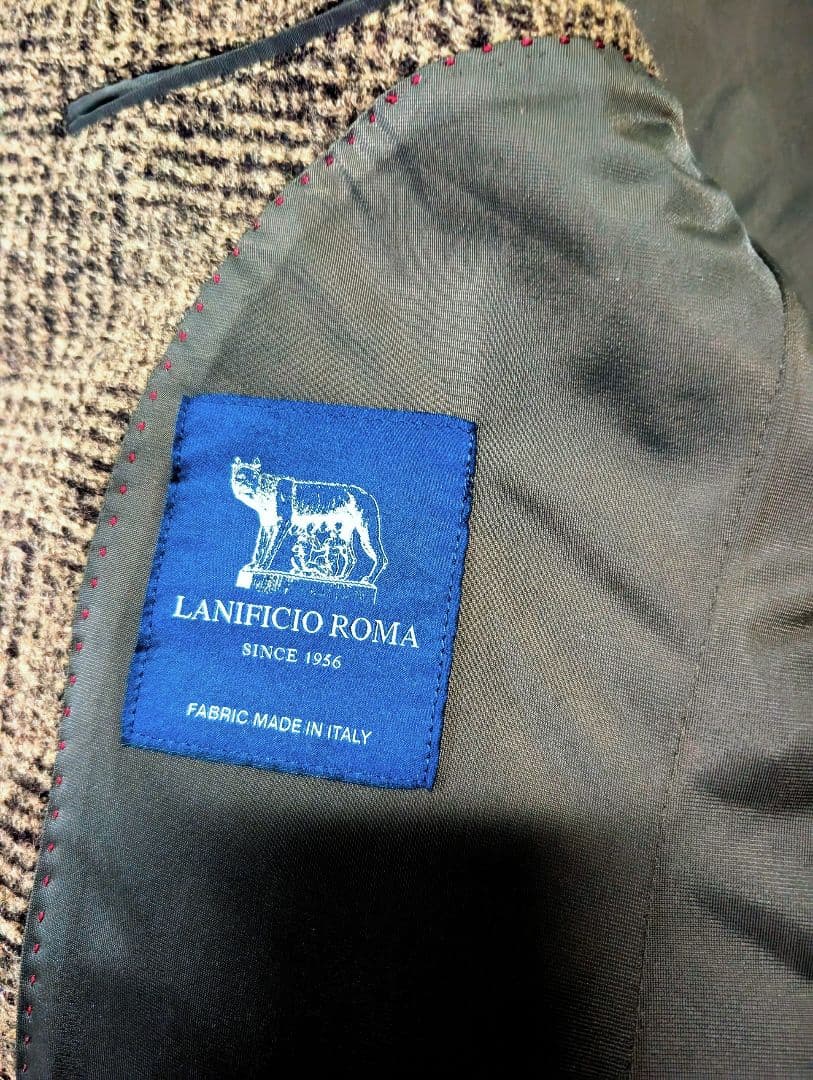 LANIFICIO ROMA
SINCE 1956
FABRIC MADE IN ITALY